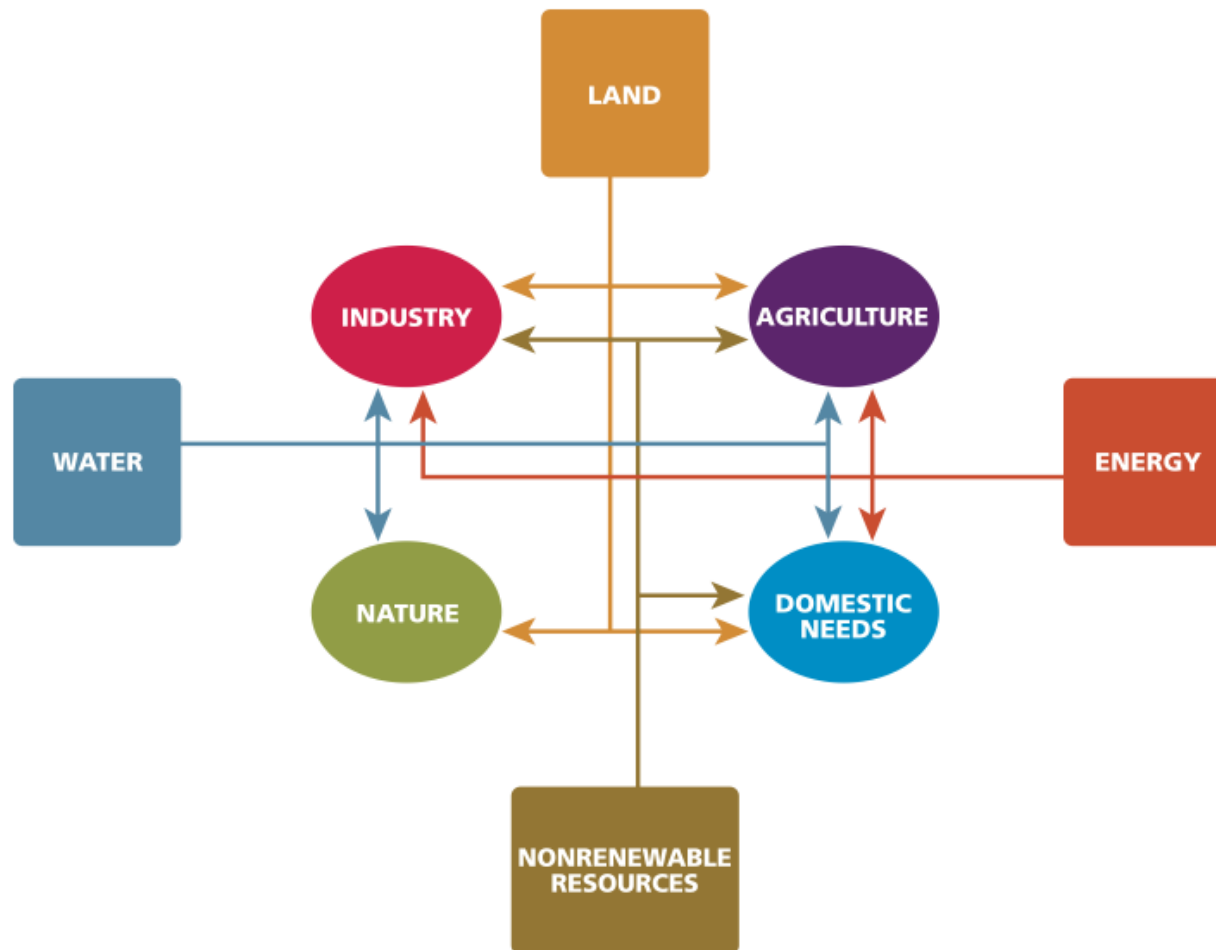 LAND
INDUSTRY
AGRICULTURE
WATER
ENERGY
NATURE
DOMESTIC
NEEDS
NONRENEWABLE
RESOURCES